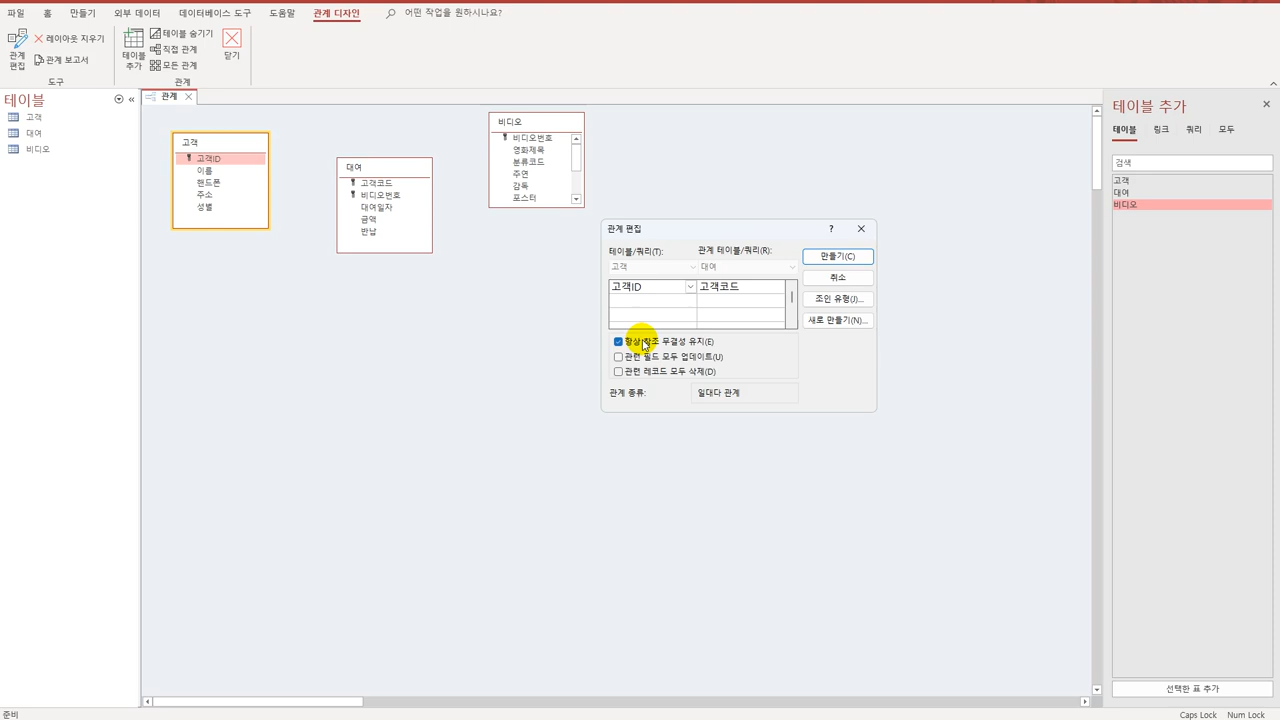 파일 홈 만들기 외부 데이터 데이터베이스 도구 도움말 관계 디자인 어떤 작업을 원하시나요?
관계 편집
레이아웃 지우기
관계 보고서
도구
테이블 추가
테이블 숨기기
직접 관계
모든 관계
닫기
관계
테이블
고객
대여
비디오
관계
고객
고객ID
이름
핸드폰
주소
성별
대여
고객코드
비디오번호
대여일자
금액
반납
비디오
비디오번호
영화제목
분류코드
주연
감독
포스터
관계 편집
테이블/쿼리(T): 관계 테이블/쿼리(R):
고객 대여
고객ID 고객코드
항상 참조 무결성 유지(E)
관련 필드 모두 업데이트(U)
관련 레코드 모두 삭제(D)
관계 종류: 일대다 관계
만들기(C)
취소
조인 유형(J)...
새로 만들기(N)...
테이블 추가
테이블 링크 쿼리 모두
검색
고객
대여
비디오
선택한 표 추가
준비 Caps Lock Num Lock